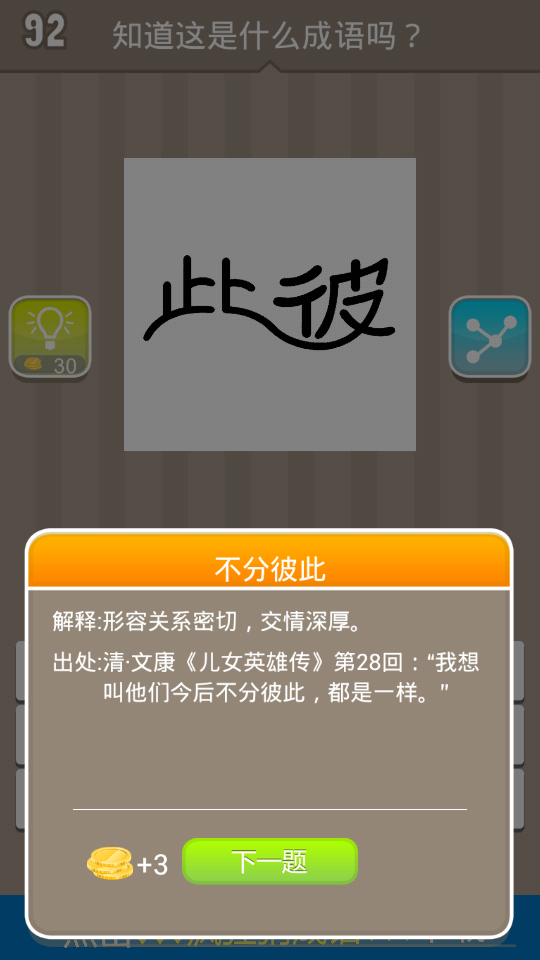 92
知道这是什么成语吗？
此彼
30
不分彼此
解释:形容关系密切，交情深厚。
出处:清·文康《儿女英雄传》第28回：“我想
叫他们今后不分彼此，都是一样。”
+3
下一题